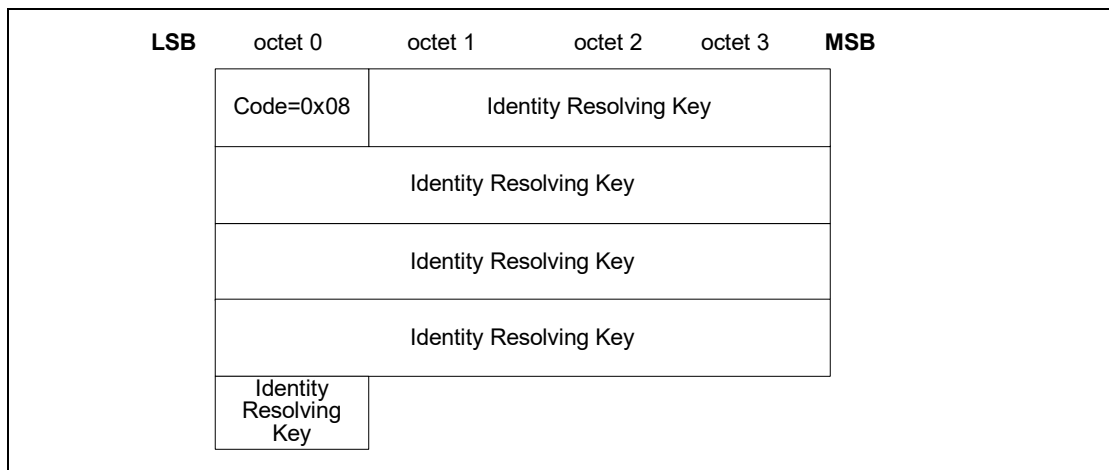 LSB octet 0 octet 1 octet 2 octet 3 MSB
Code=0x08 Identity Resolving Key
Identity Resolving Key
Identity Resolving Key
Identity Resolving Key
Identity
Resolving
Key